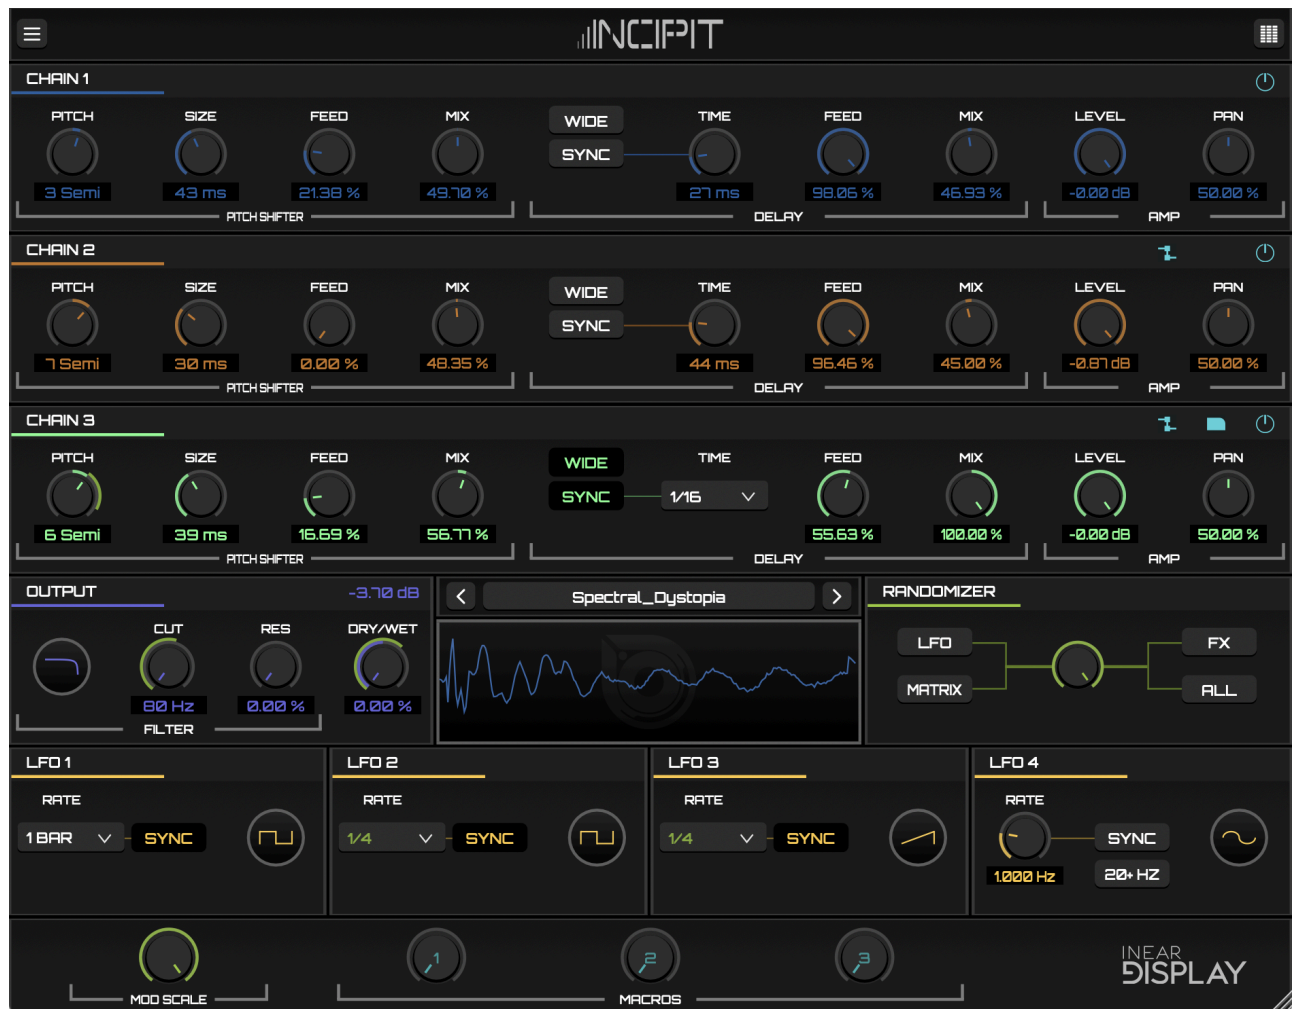 INCIPIT
CHAIN 1
PITCH SIZE FEED MIX WIDE TIME FEED MIX LEVEL PAN
SYNC
3 Semi 43 ms 21.38 % 49.70 % 27 ms 98.06 % 46.93 % -0.00 dB 50.00 %
PITCH SHIFTER DELAY AMP
CHAIN 2
PITCH SIZE FEED MIX WIDE TIME FEED MIX LEVEL PAN
SYNC
7 Semi 30 ms 0.00 % 48.35 % 44 ms 96.46 % 45.00 % -0.87 dB 50.00 %
PITCH SHIFTER DELAY AMP
CHAIN 3
PITCH SIZE FEED MIX WIDE TIME FEED MIX LEVEL PAN
SYNC 1/16
6 Semi 39 ms 16.69 % 56.77 % 55.63 % 100.00 % -0.00 dB 50.00 %
PITCH SHIFTER DELAY AMP
OUTPUT -3.70 dB
CUT RES DRY/WET
80 Hz 0.00 % 0.00 %
FILTER
Spectral_Dystopia
RANDOMIZER
LFO FX
MATRIX ALL
LFO 1
RATE
1 BAR SYNC
LFO 2
RATE
1/4 SYNC
LFO 3
RATE
1/4 SYNC
LFO 4
RATE
SYNC
1.000 Hz 20+ HZ
1 2 3
MOD SCALE MACROS
INEAR
DISPLAY